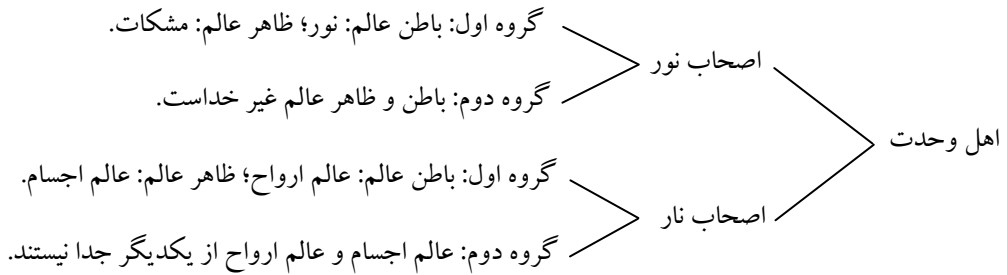 گروه اول: باطن عالم: نور؛ ظاهر عالم: مشکات.
اصحاب نور
گروه دوم: باطن و ظاهر عالم غیر خداست.
اهل وحدت
گروه اول: باطن عالم: عالم ارواح؛ ظاهر عالم: عالم اجسام.
اصحاب نار
گروه دوم: عالم اجسام و عالم ارواح از یکدیگر جدا نیستند.